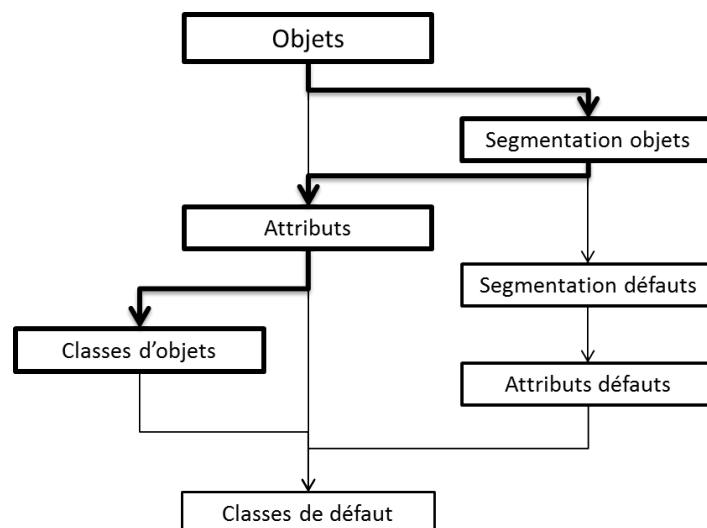 Objets
Segmentation objets
Attributs
Segmentation défauts
Classes d’objets
Attributs défauts
Classes de défaut